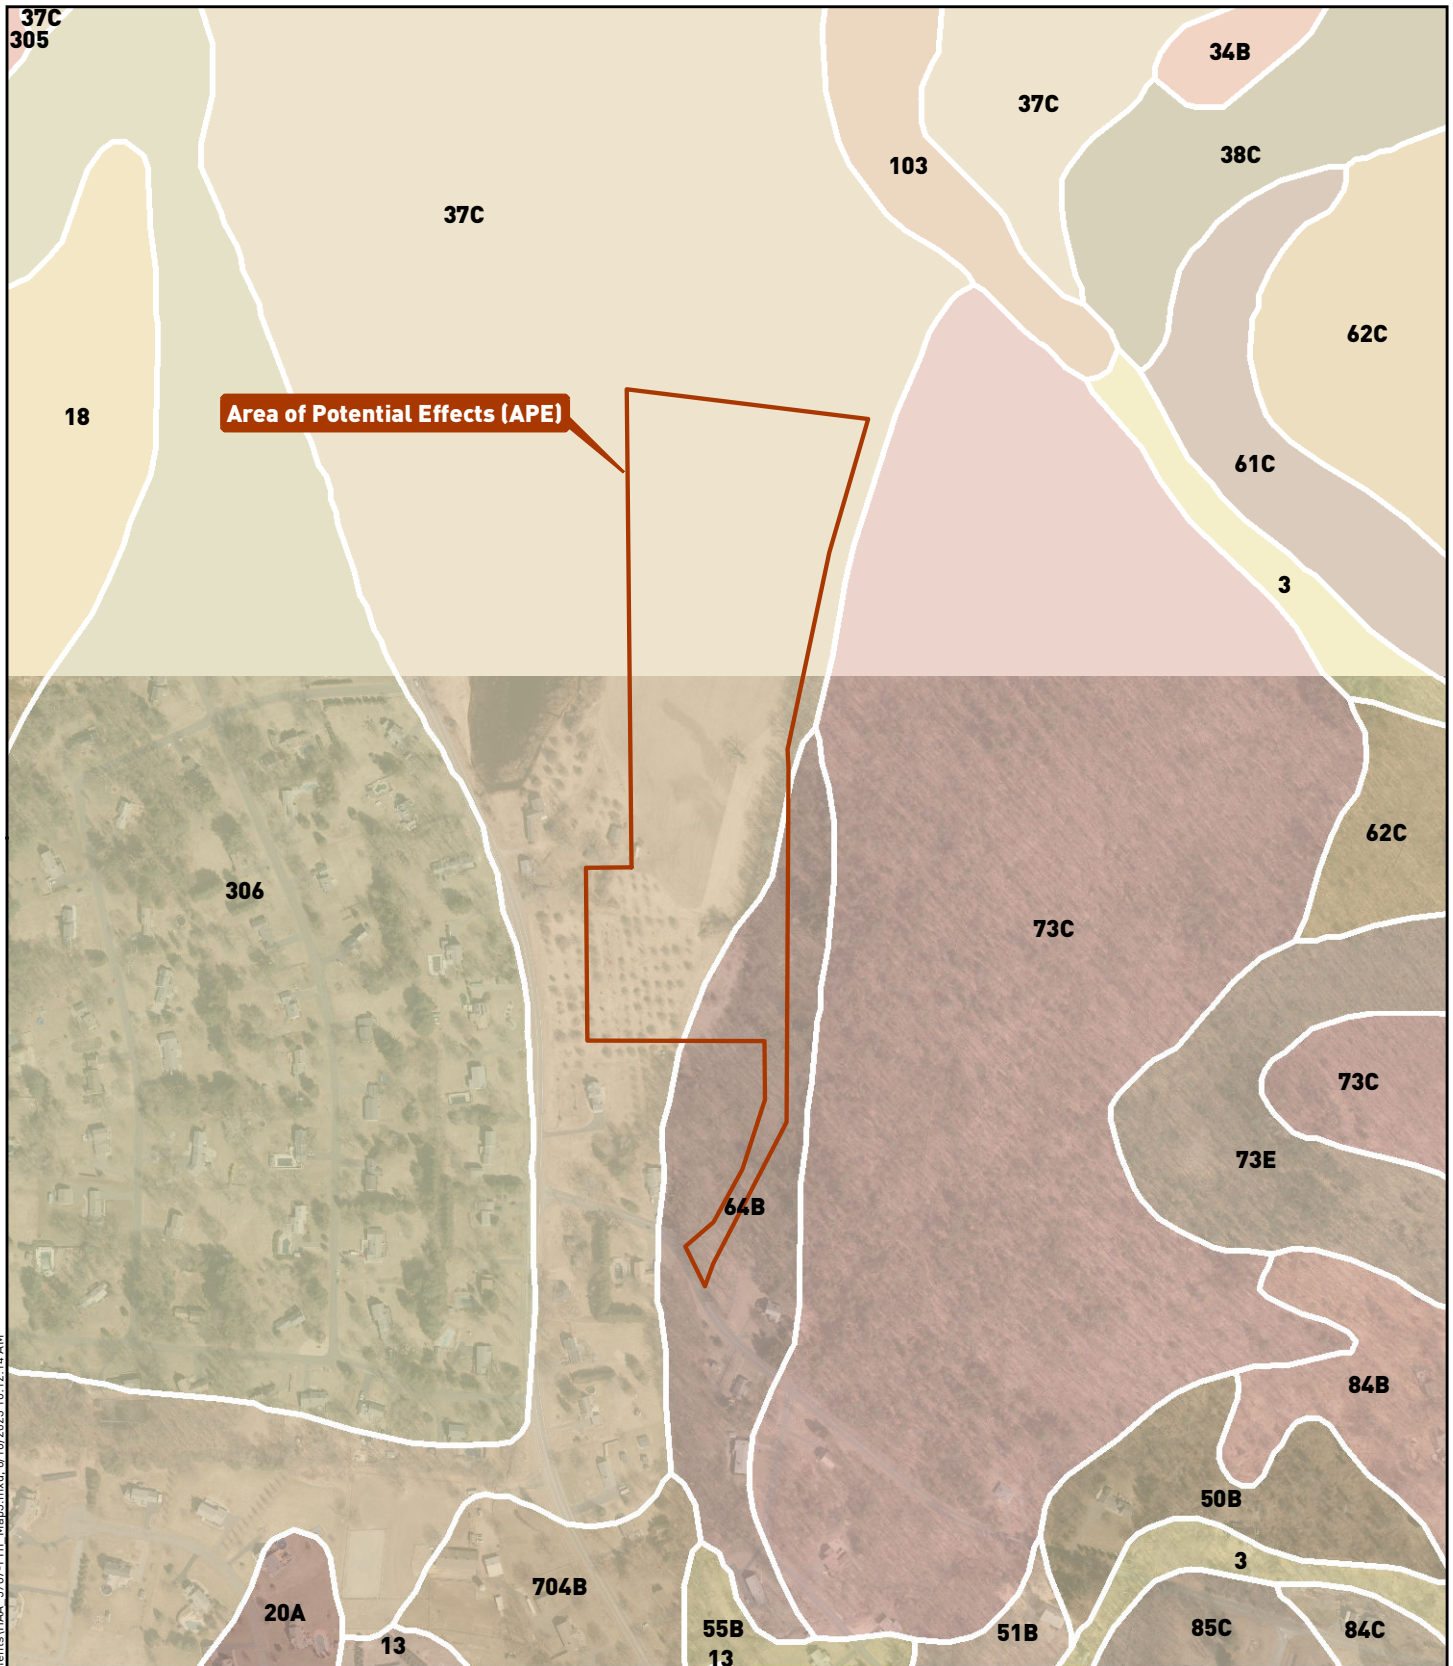 37C
305
34B
37C
38C
103
37C
62C
Area of Potential Effects (APE)
18
61C
3
62C
306
73C
73C
73E
64B
84B
50B
3
704B
20A
13
55B
13
51B
85C
84C